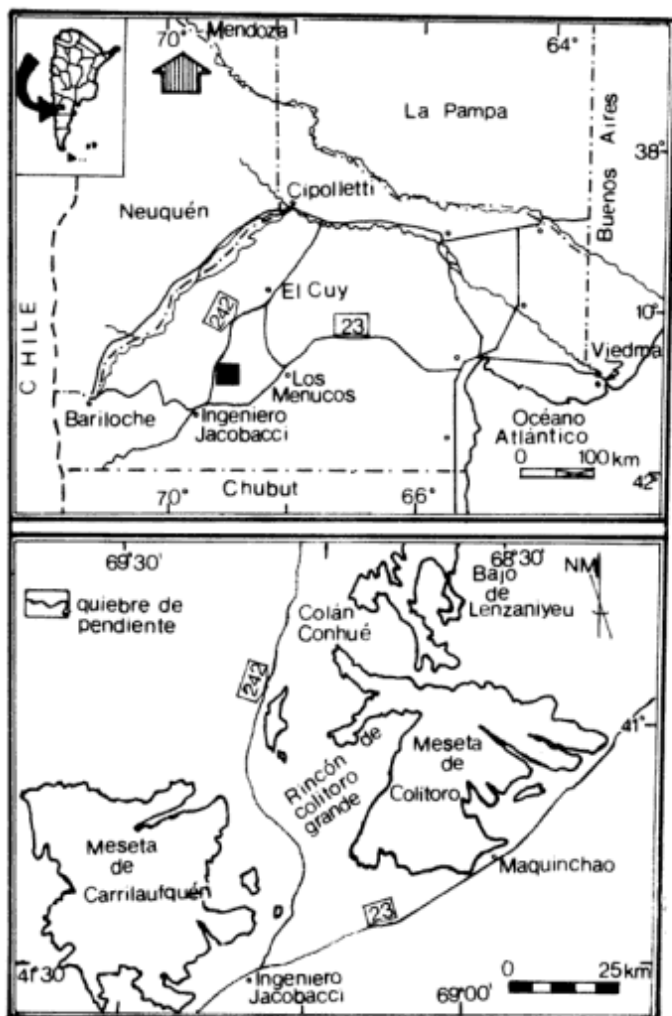 70°
Mendoza
64°
La Pampa
38°
Buenos Aires
Cipolletti
Neuquén
El Cuy
242
23
10°
CHILE
Viedma
Los
Menucos
Bariloche
Ingeniero
Jacobacci
Océano
Atlántico
0 100 km
Chubut
42°
70°
66°
69°30'
68°30'
quiebre de
pendiente
Colán
Conhué
Bajo
de
Lenzaniyeu
NM
242
41°
Rincón de
colitoro
grande
Meseta
de
Colitoro
Meseta
de
Carrilaufquén
Maquinchao
23
41°30
Ingeniero
Jacobacci
0 25 km
69°00'